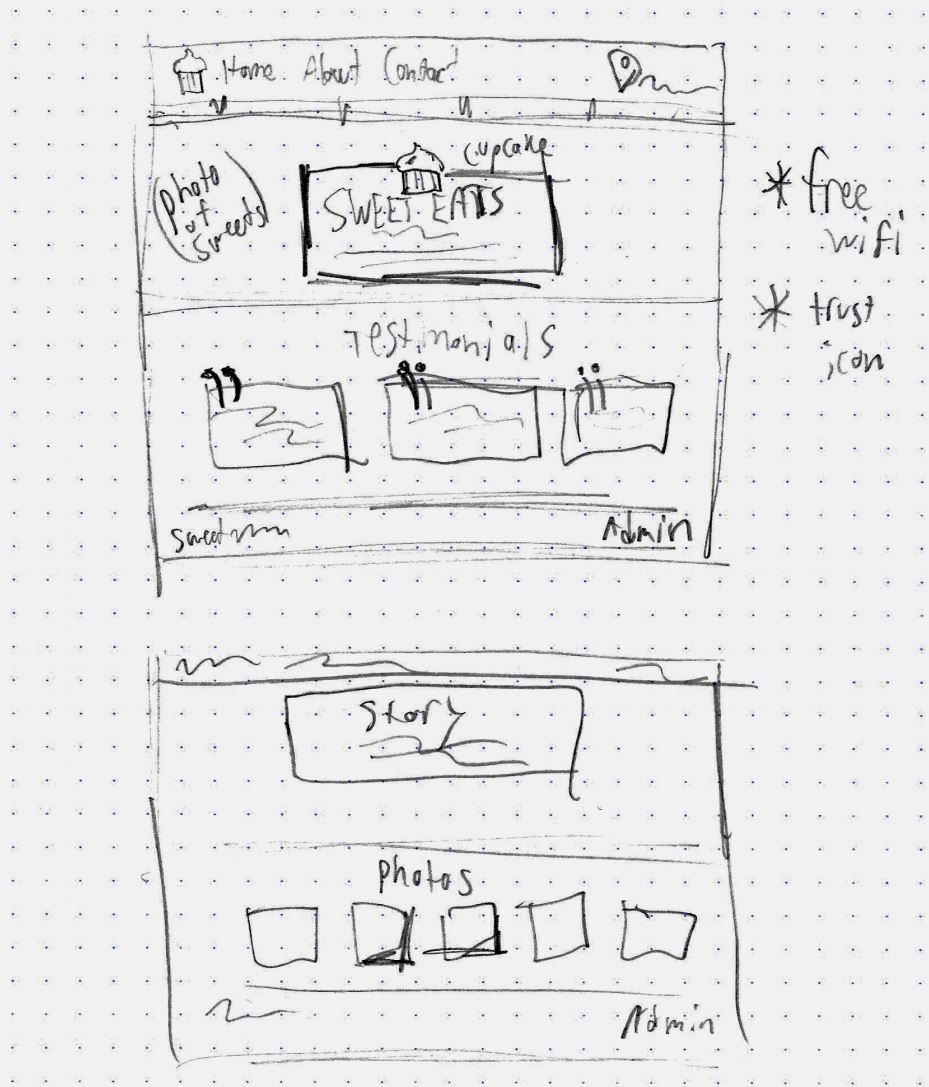 Home About Contact
cupcake
SWEET EATS
photo
of
sweets
* free
wifi
* trust
icon
Testimonials
Sweet
Admin
Story
photos
Admin